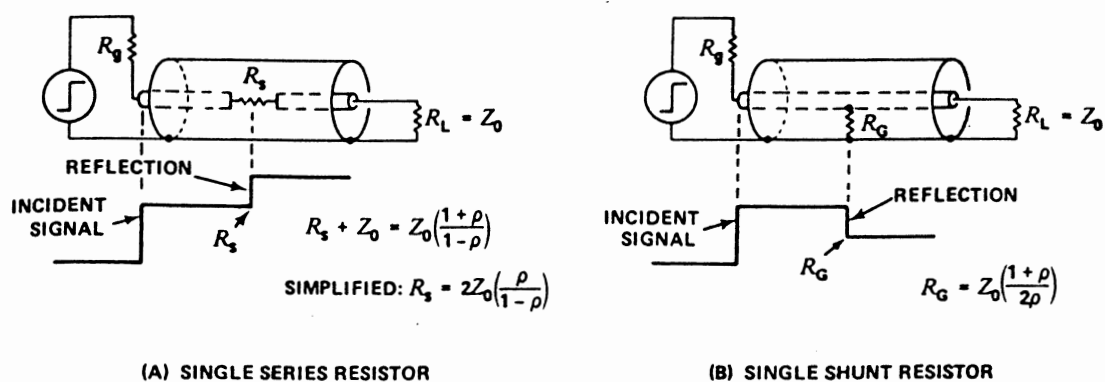 R_g
R_s
R_L = Z_0
REFLECTION
INCIDENT
SIGNAL
R_s
R_s + Z_0 = Z_0((1+ρ)/(1-ρ))
SIMPLIFIED: R_s = 2Z_0(ρ/(1-ρ))
(A) SINGLE SERIES RESISTOR
R_g
R_G
R_L = Z_0
REFLECTION
INCIDENT
SIGNAL
R_G
R_G = Z_0((1+ρ)/2ρ)
(B) SINGLE SHUNT RESISTOR